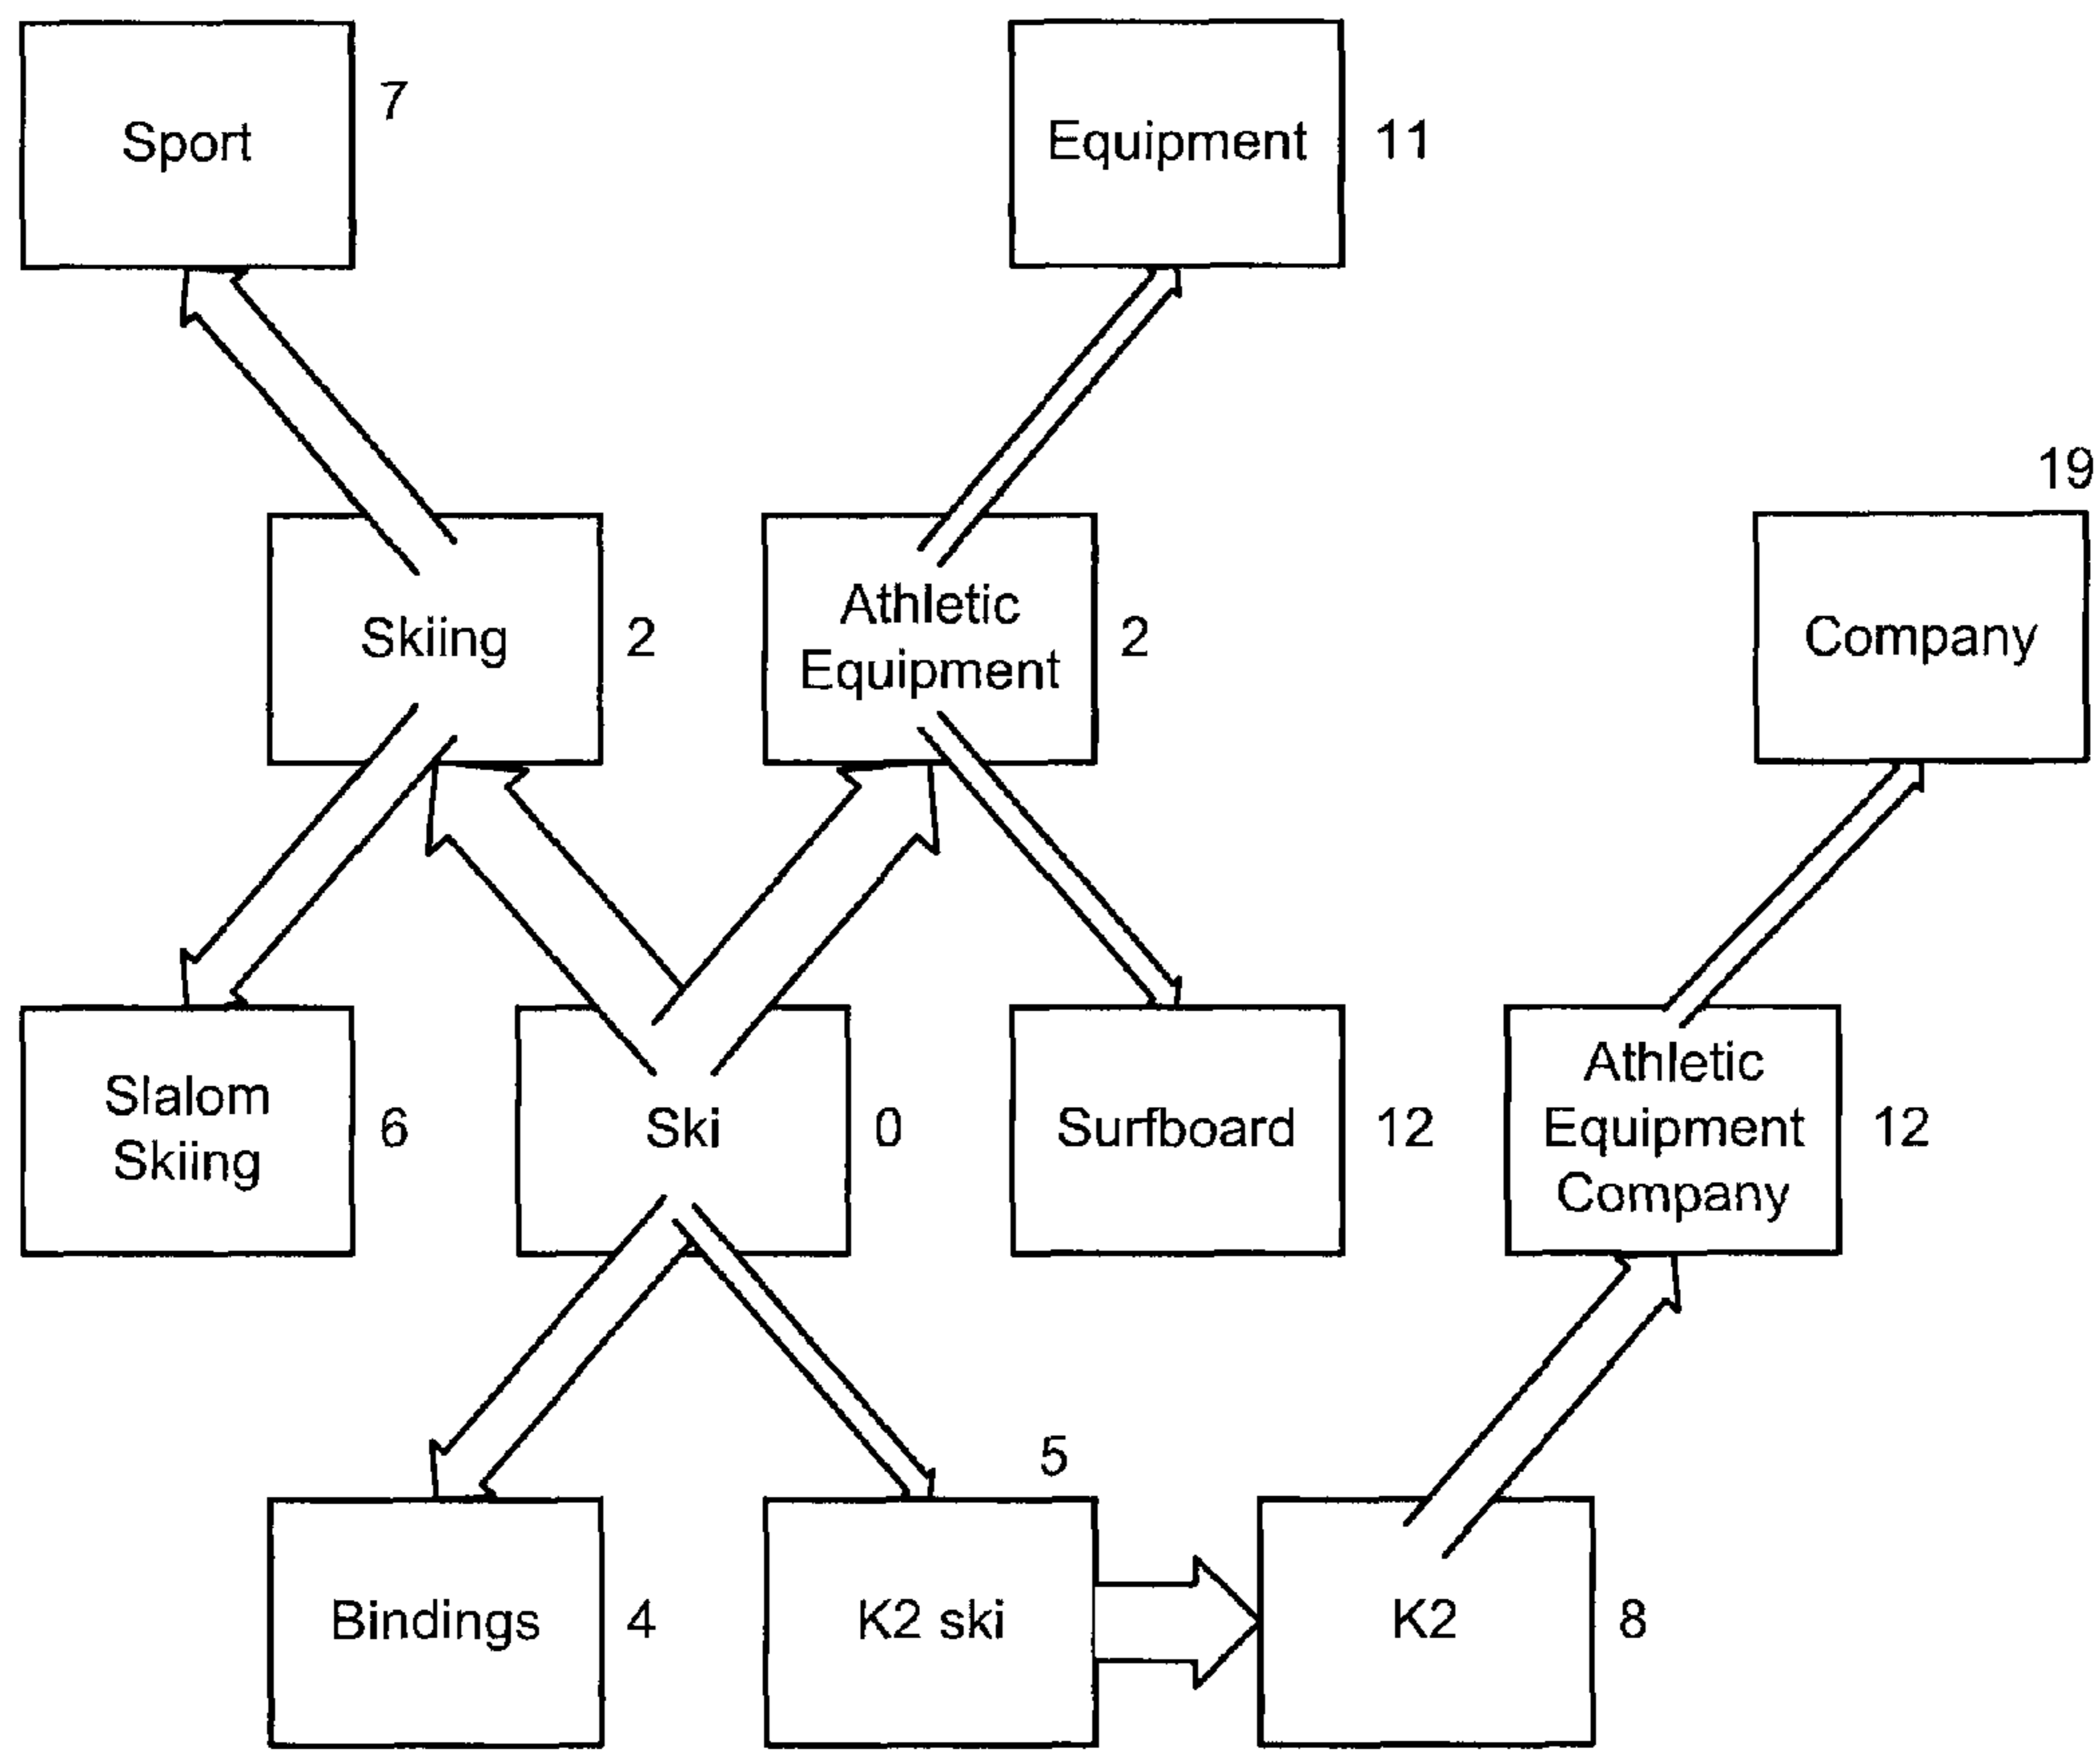 Sport
7
Equipment
11
Skiing
2
Athletic
Equipment
2
Company
19
Slalom
Skiing
6
Ski
0
Surfboard
12
Athletic
Equipment
Company
12
Bindings
4
K2 ski
5
K2
8